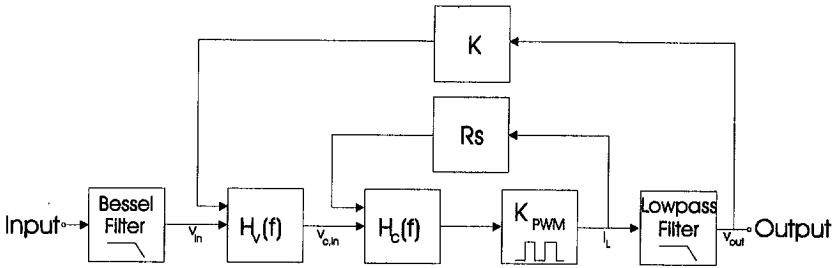 K
Rs
Input
Bessel
Filter
v_in
H_v(f)
v_c,in
H_c(f)
K_PWM
i_L
Lowpass
Filter
v_out
Output